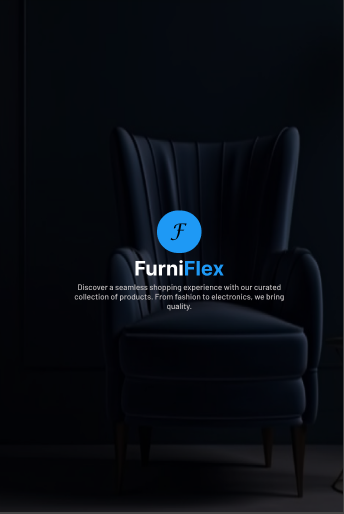 ℱ
FurniFlex
Discover a seamless shopping experience with our curated
collection of products. From fashion to electronics, we bring
quality.